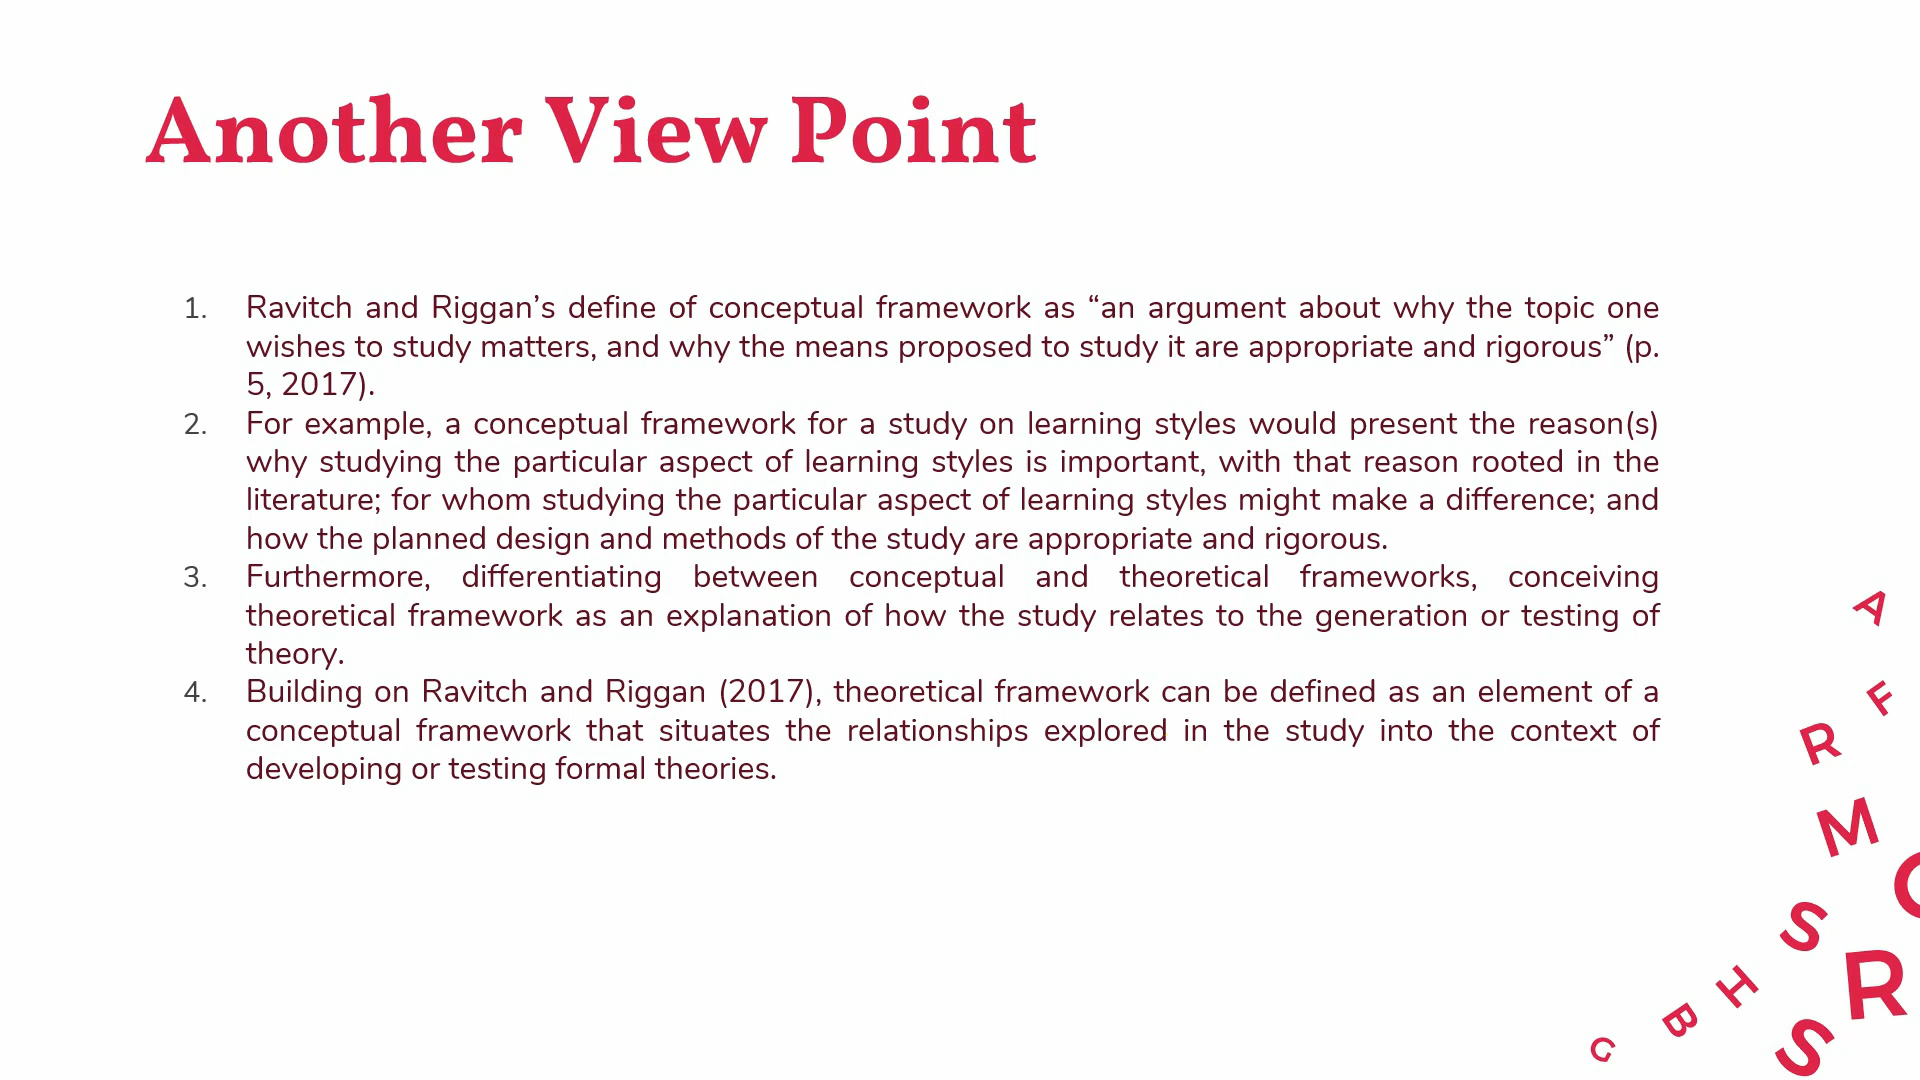 Another View Point
1. Ravitch and Riggan’s define of conceptual framework as “an argument about why the topic one
wishes to study matters, and why the means proposed to study it are appropriate and rigorous” (p.
5, 2017).
2. For example, a conceptual framework for a study on learning styles would present the reason(s)
why studying the particular aspect of learning styles is important, with that reason rooted in the
literature; for whom studying the particular aspect of learning styles might make a difference; and
how the planned design and methods of the study are appropriate and rigorous.
3. Furthermore, differentiating between conceptual and theoretical frameworks, conceiving
theoretical framework as an explanation of how the study relates to the generation or testing of
theory.
4. Building on Ravitch and Riggan (2017), theoretical framework can be defined as an element of a
conceptual framework that situates the relationships explored in the study into the context of
developing or testing formal theories.
A
F
R
M
S
R
H
B
S